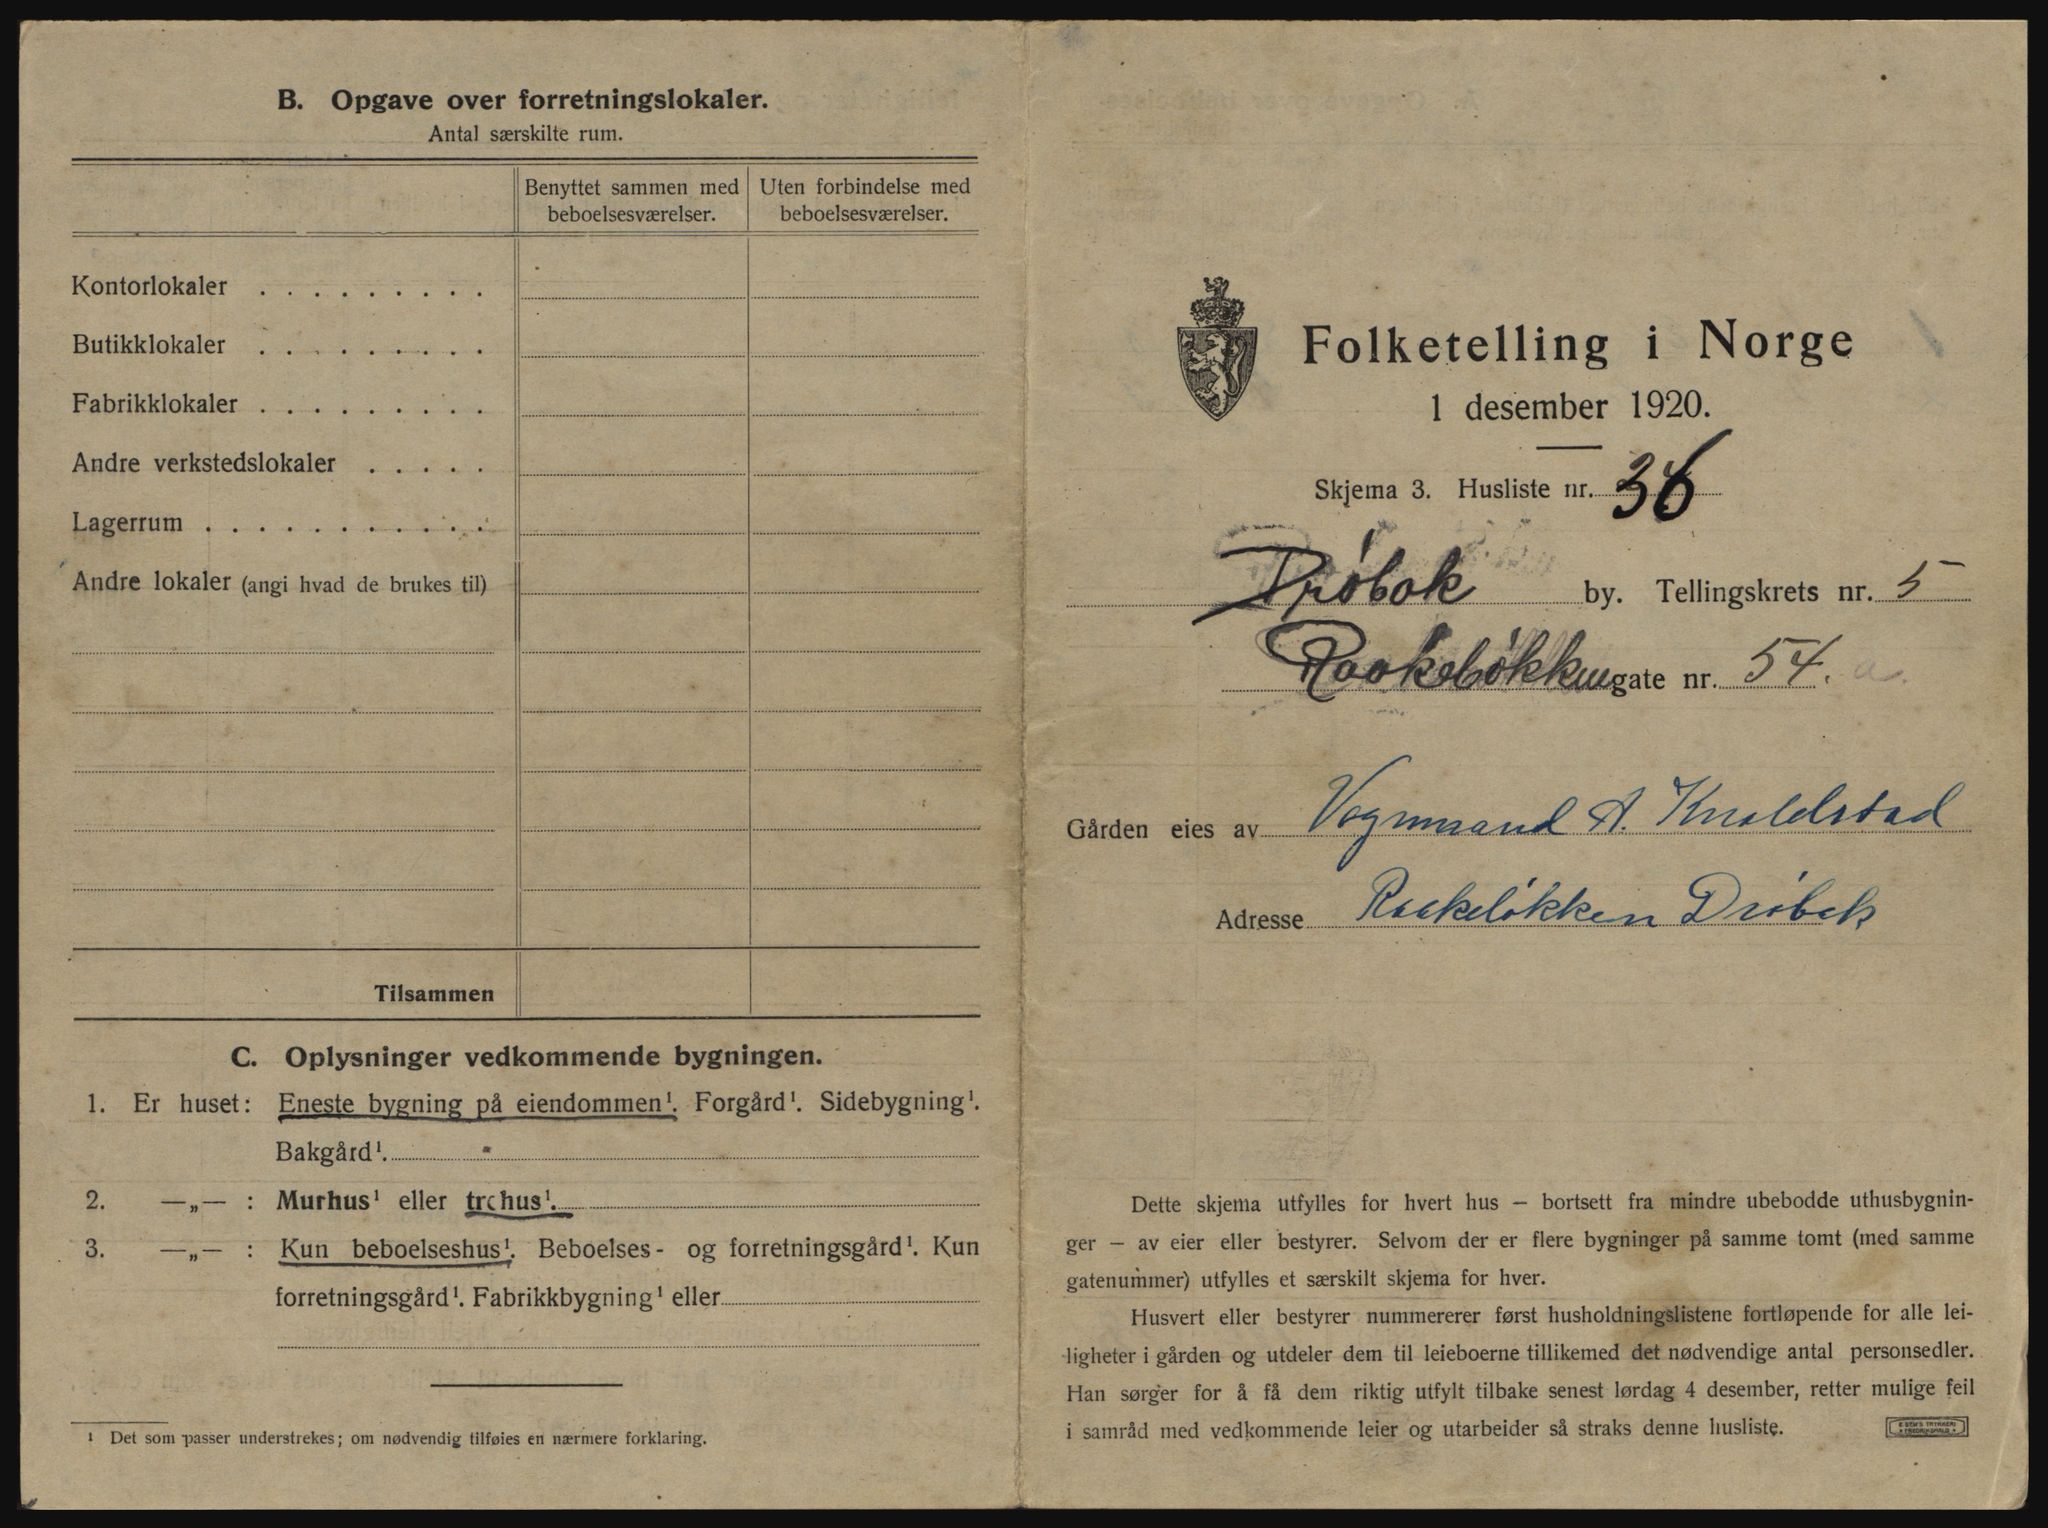 B. Opgave over forretningslokaler.
Antal særskilte rum.
Benyttet sammen med beboelsesværelser.
Uten forbindelse med beboelsesværelser.
Kontorlokaler . . . . . . . . .
Butikklokaler . . . . . . . . .
Fabrikklokaler . . . . . . . . .
Andre verkstedslokaler . . . . .
Lagerrum . . . . . . . . . . . .
Andre lokaler (angi hvad de brukes til)
Tilsammen
C. Oplysninger vedkommende bygningen.
1. Er huset: Eneste bygning på eiendommen¹. Forgård¹. Sidebygning¹.
Bakgård¹.
2. —„— : Murhus¹ eller trehus¹.
3. —„— : Kun beboelseshus¹. Beboelses- og forretningsgård¹. Kun
forretningsgård¹. Fabrikkbygning¹ eller
¹ Det som passer understrekes; om nødvendig tilføies en nærmere forklaring.
Folketelling i Norge
1 desember 1920.
Skjema 3. Husliste nr. 36
Drøbak by. Tellingskrets nr. 5
gate nr. 54. a.
Gården eies av Vognmand A. Knaldstad
Adresse Raakeløkken Drøbak
Dette skjema utfylles for hvert hus – bortsett fra mindre ubebodde uthusbygnin-
ger – av eier eller bestyrer. Selvom der er flere bygninger på samme tomt (med samme
gatenummer) utfylles et særskilt skjema for hver.
Husvert eller bestyrer nummererer først husholdningslistene fortløpende for alle lei-
ligheter i gården og utdeler dem til leieboerne tillikemed det nødvendige antal personsedler.
Han sørger for å få dem riktig utfylt tilbake senest lørdag 4 desember, retter mulige feil
i samråd med vedkommende leier og utarbeider så straks denne husliste.